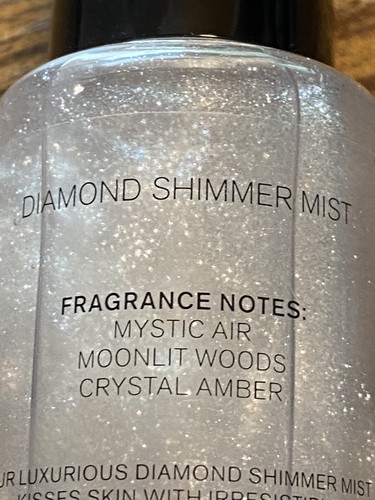 DIAMOND SHIMMER MIST
FRAGRANCE NOTES:
MYSTIC AIR
MOONLIT WOODS
CRYSTAL AMBER
LUXURIOUS DIAMOND SHIMMER MIST
KISSES SKIN WITH